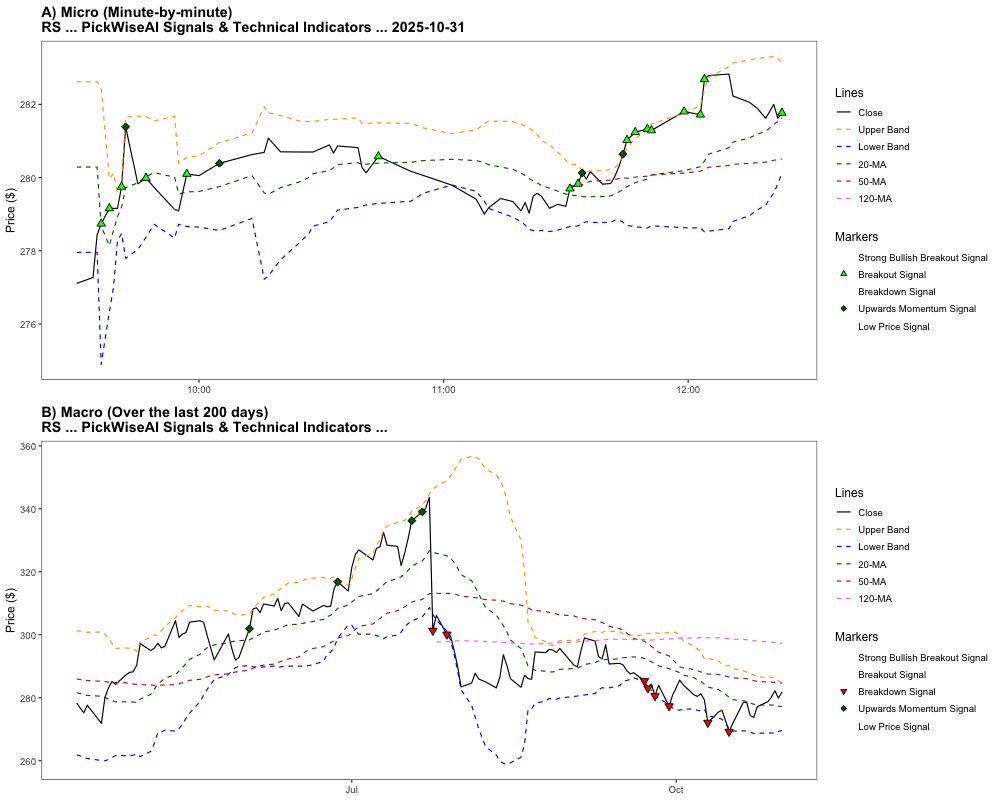 A) Micro (Minute-by-minute)
RS ... PickWiseAI Signals & Technical Indicators ... 2025-10-31
Price ($)
282
280
278
276
10:00
11:00
12:00
Lines
Close
Upper Band
Lower Band
20-MA
50-MA
120-MA
Markers
Strong Bullish Breakout Signal
Breakout Signal
Breakdown Signal
Upwards Momentum Signal
Low Price Signal
B) Macro (Over the last 200 days)
RS ... PickWiseAI Signals & Technical Indicators ...
Price ($)
360
340
320
300
280
260
Jul
Oct
Lines
Close
Upper Band
Lower Band
20-MA
50-MA
120-MA
Markers
Strong Bullish Breakout Signal
Breakout Signal
Breakdown Signal
Upwards Momentum Signal
Low Price Signal